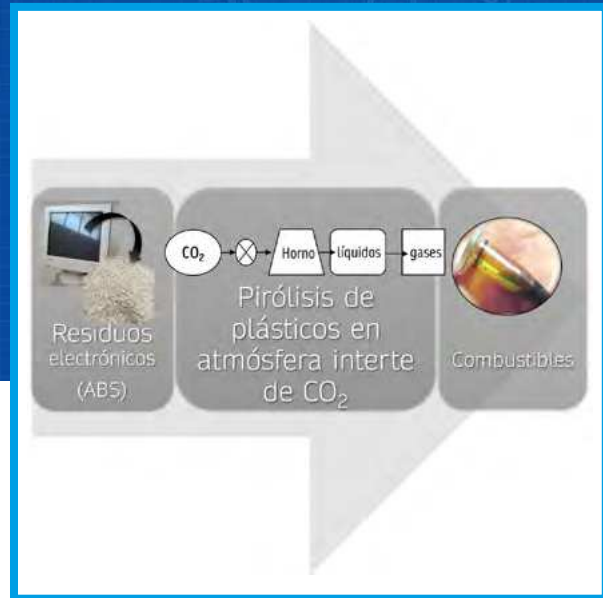 Residuos
electrónicos
(ABS)
CO₂
Horno
líquidos
gases
Pirólisis de
plásticos en
atmósfera interte
de CO₂
Combustibles